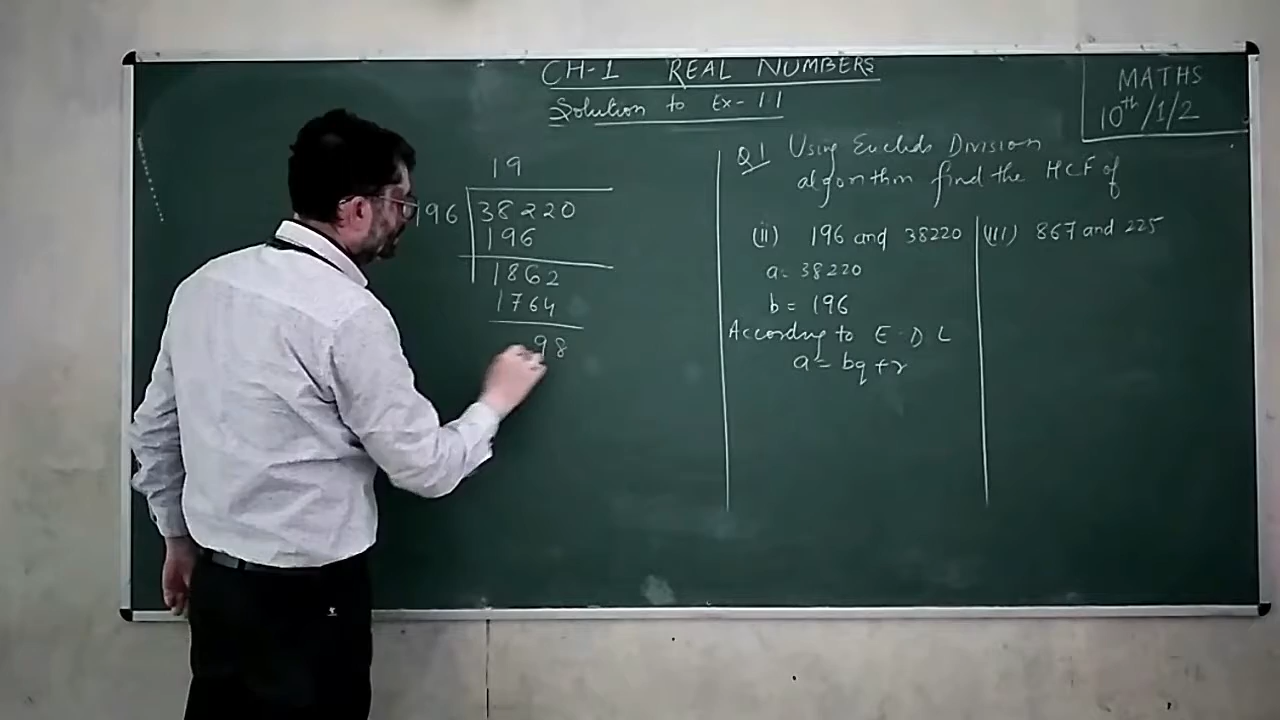 CH-1 REAL NUMBERS
Solution to Ex-1.1
MATHS
10th/1/2
19
196 38220
196
1862
1764
98
Q1 Using Euclids Division
algorithm find the HCF of
(ii) 196 and 38220
a= 38220
b= 196
According to E.D L
a= bq+r
(III) 867 and 225